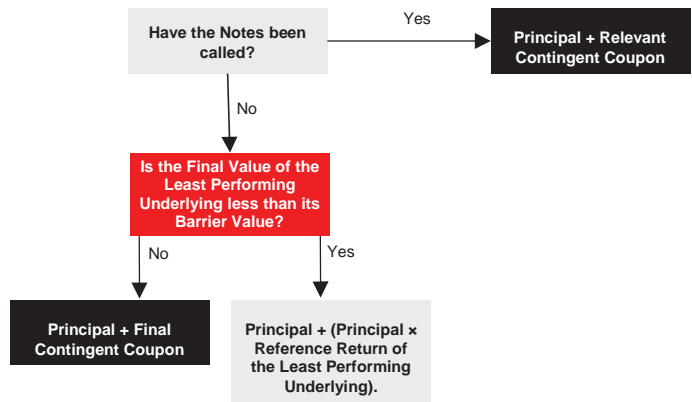 Have the Notes been
called?
Yes
Principal + Relevant
Contingent Coupon
No
Is the Final Value of the
Least Performing
Underlying less than its
Barrier Value?
No
Yes
Principal + Final
Contingent Coupon
Principal + (Principal ×
Reference Return of
the Least Performing
Underlying).